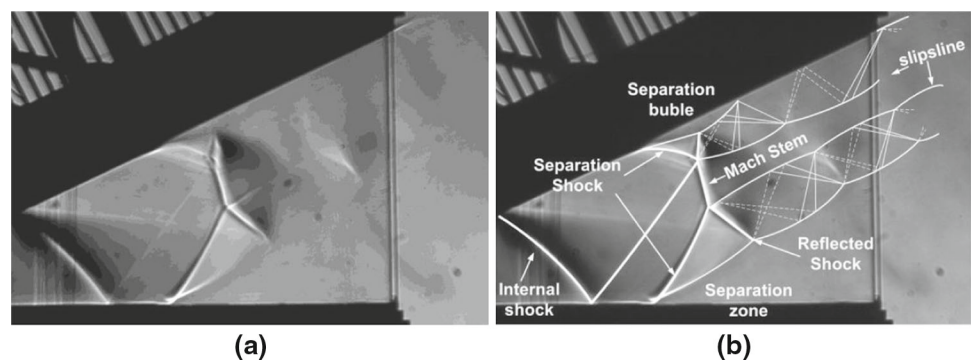 Separation
buble
slipsline
Mach Stem
Separation
Shock
Reflected
Shock
Internal
shock
Separation
zone
(a)
(b)